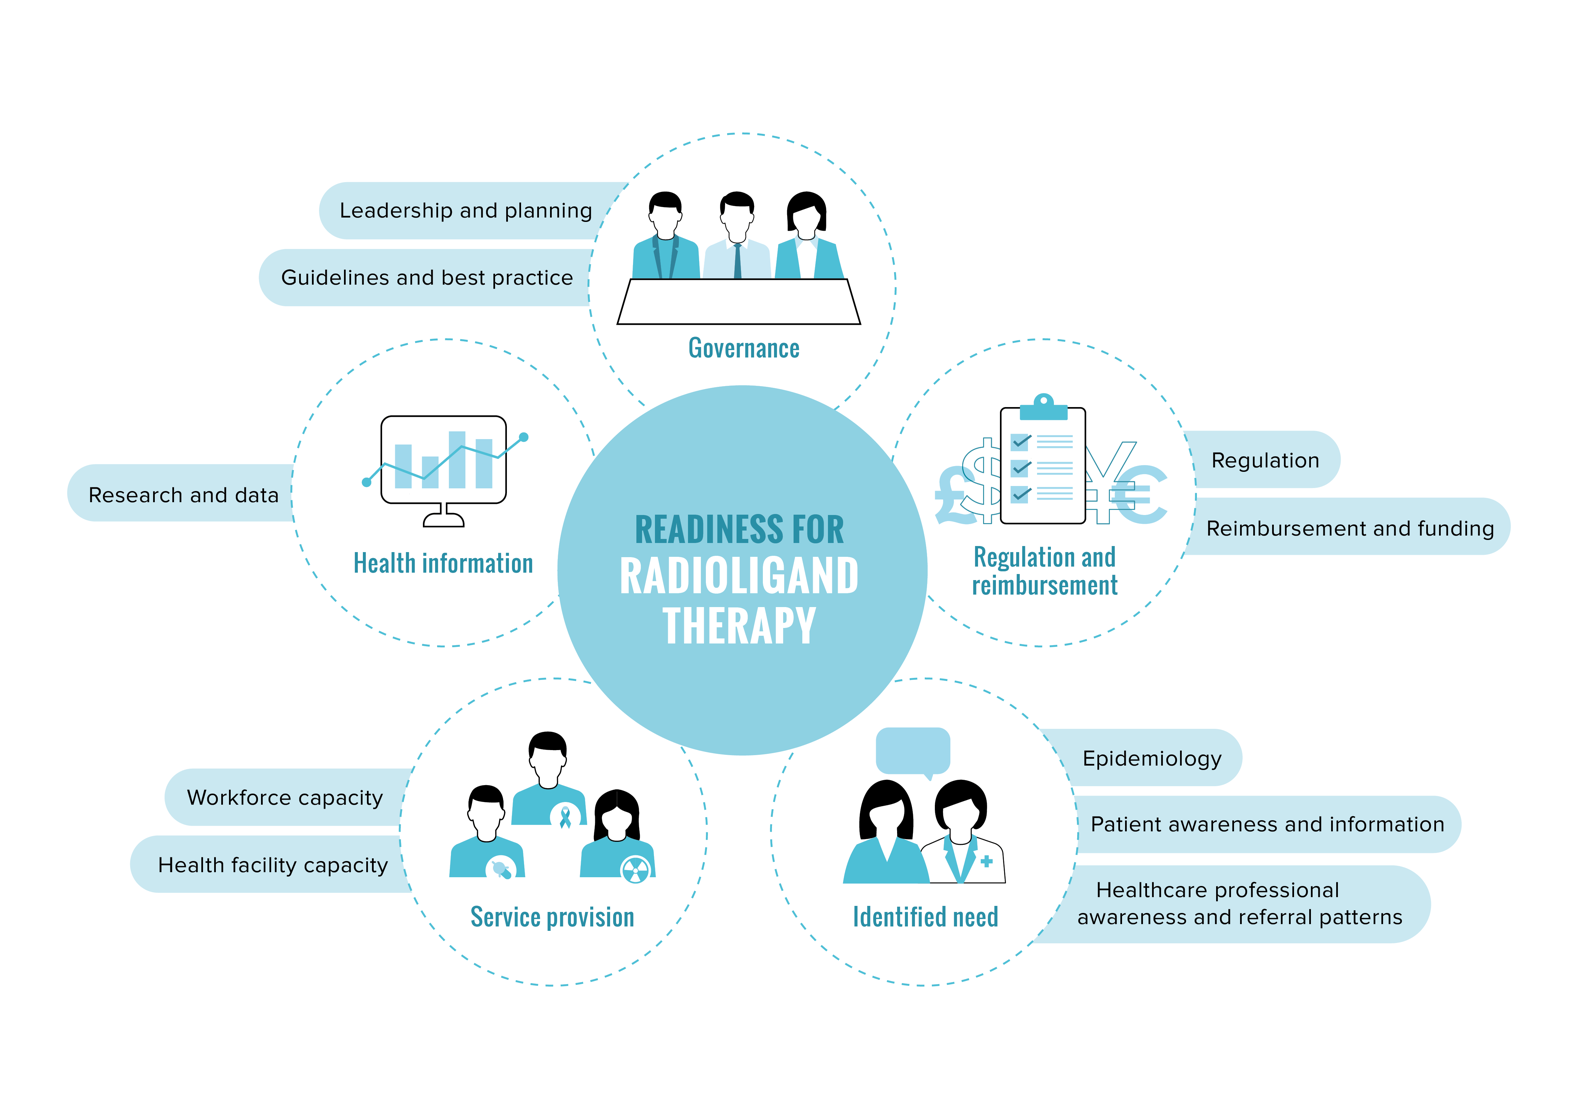 Leadership and planning
Guidelines and best practice
Governance
Research and data
Health information
READINESS FOR
RADIOLIGAND
THERAPY
£$ ¥€
Regulation and
reimbursement
Regulation
Reimbursement and funding
Workforce capacity
Health facility capacity
Service provision
Identified need
Epidemiology
Patient awareness and information
Healthcare professional
awareness and referral patterns